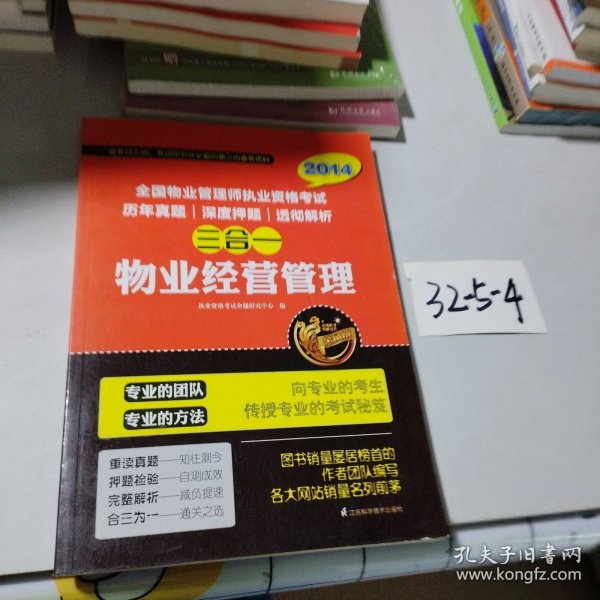 2014
全国物业管理师执业资格考试
历年真题|深度押题|透彻解析
三合一
物业经营管理
执业资格考试命题研究中心 编
32-5-4
专业的团队
专业的方法
向专业的考生
传授专业的考试秘笈
重读真题——知往测今
押题检验——自测成效
完整解析——减负提速
合三为一——通关之选
图书销量屡居榜首的
作者团队编写
各大网站销量名列前茅
江苏科学技术出版社
孔夫子旧书网
www.kongfz.com